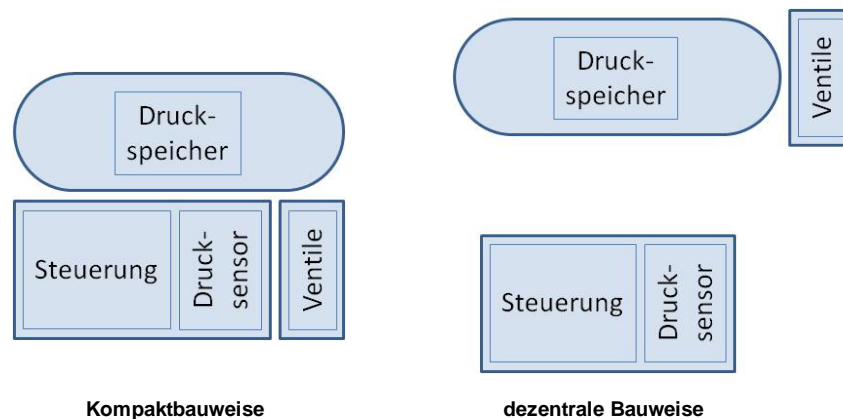 Druck-
speicher
Steuerung
Druck-
sensor
Ventile
Kompaktbauweise
Druck-
speicher
Ventile
Steuerung
Druck-
sensor
dezentrale Bauweise